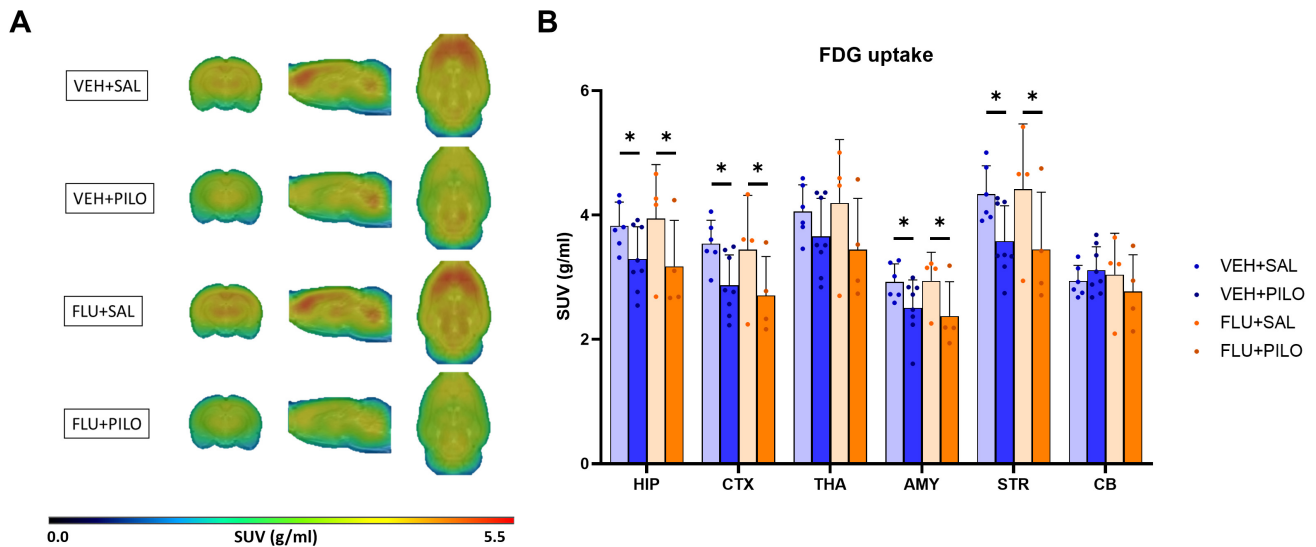 A
VEH+SAL
VEH+PILO
FLU+SAL
FLU+PILO
0.0 SUV (g/ml) 5.5
B
FDG uptake
SUV (g/ml)
6
4
2
0
* * * * * * * *
HIP CTX THA AMY STR CB
VEH+SAL
VEH+PILO
FLU+SAL
FLU+PILO